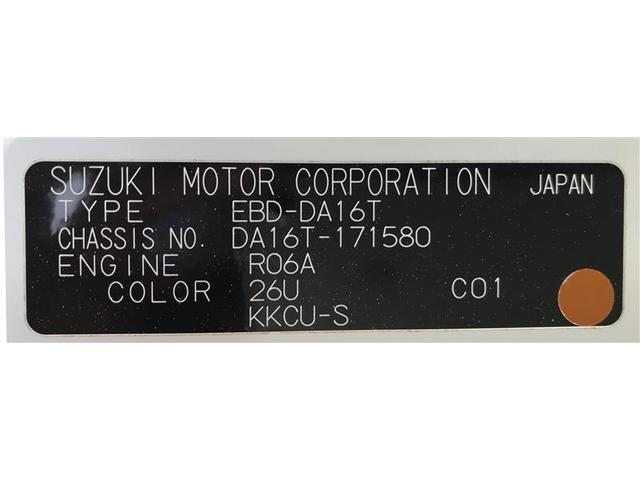 SUZUKI MOTOR CORPORATION JAPAN
TYPE EBD-DA16T
CHASSIS NO. DA16T-171580
ENGINE R06A
COLOR 26U C01
KKCU-S